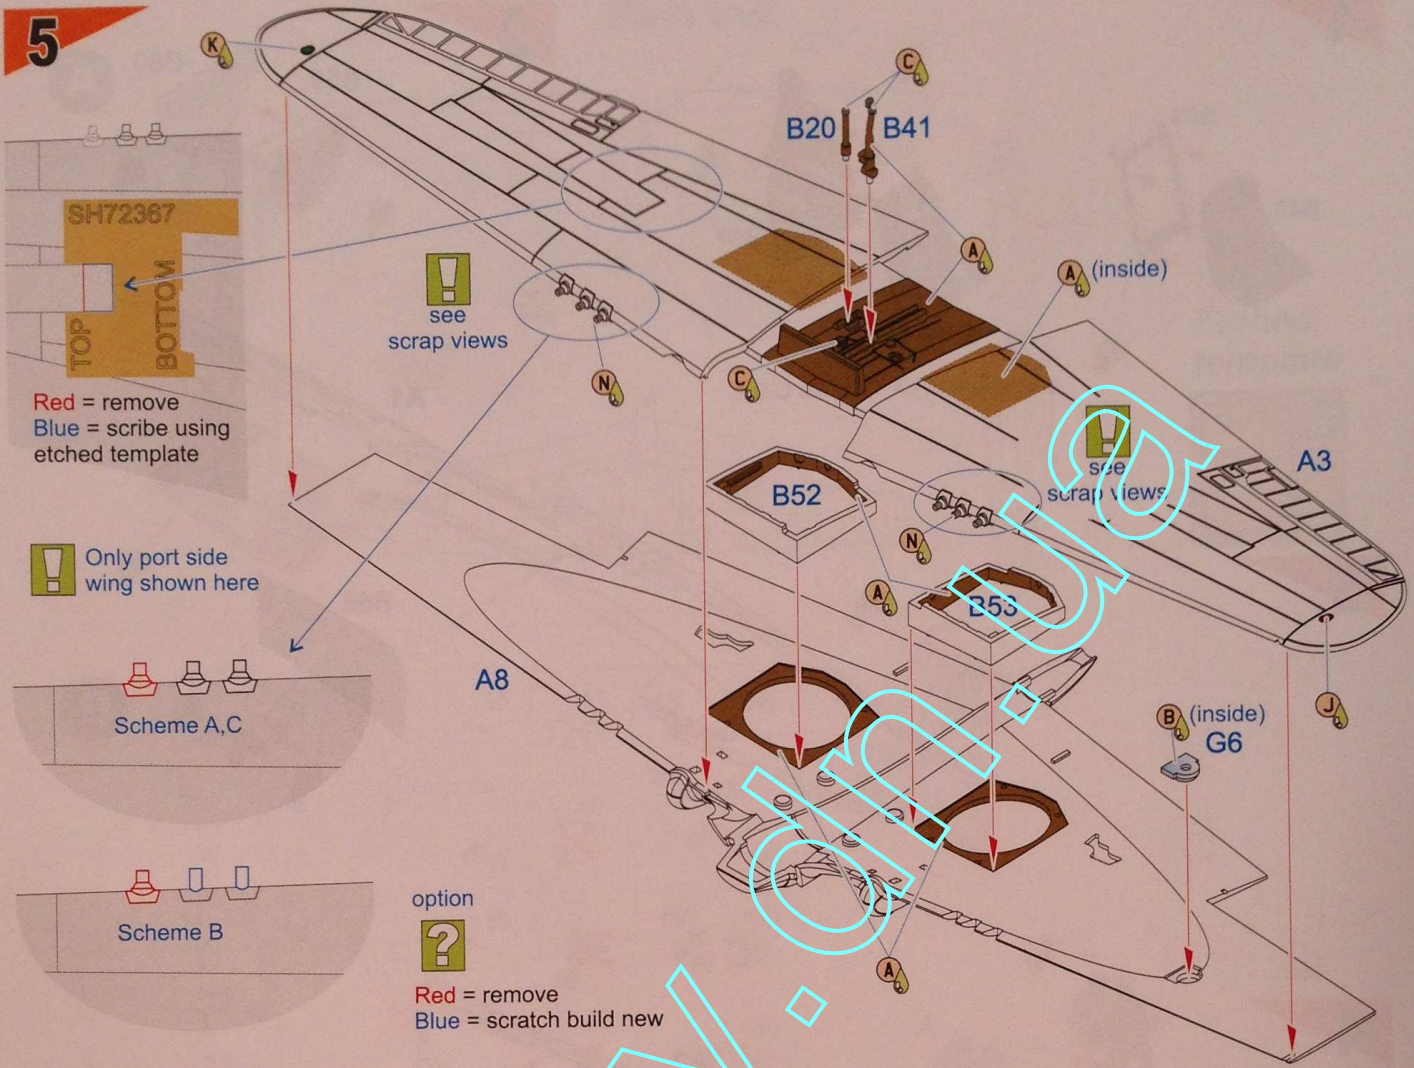 5
K
C
B20
B41
SH72367
TOP
BOTTOM
A
A (inside)
see
scrap views
N
C
Red = remove
Blue = scribe using
etched template
see
scrap views
A3
B52
N
Only port side
wing shown here
A
B53
A8
J
B (inside)
G6
Scheme A,C
option
Scheme B
A
Red = remove
Blue = scratch build new
y.dn.ua